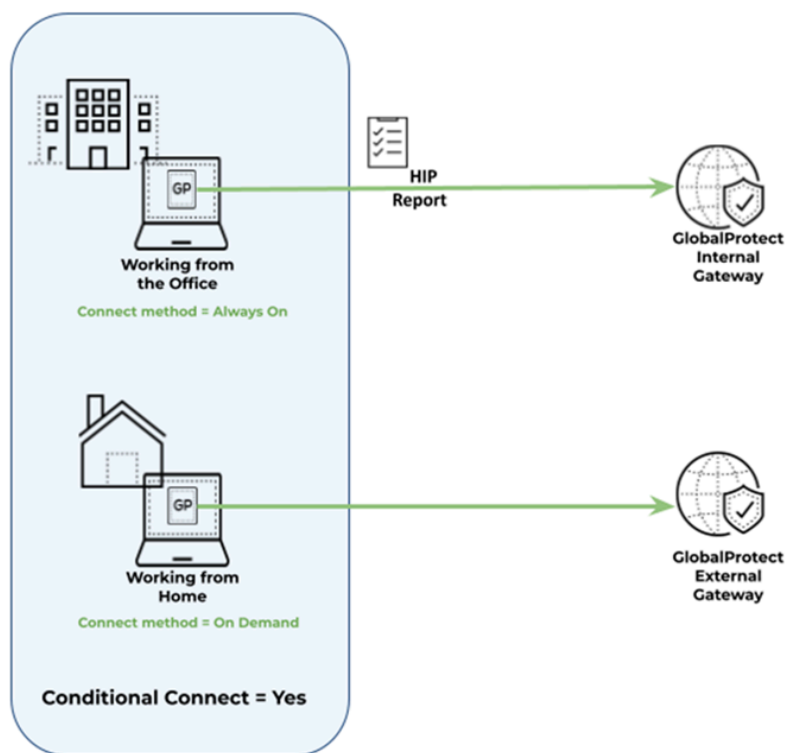 GP
HIP
Report
GlobalProtect
Internal
Gateway
Working from
the Office
Connect method = Always On
GP
Working from
Home
Connect method = On Demand
GlobalProtect
External
Gateway
Conditional Connect = Yes